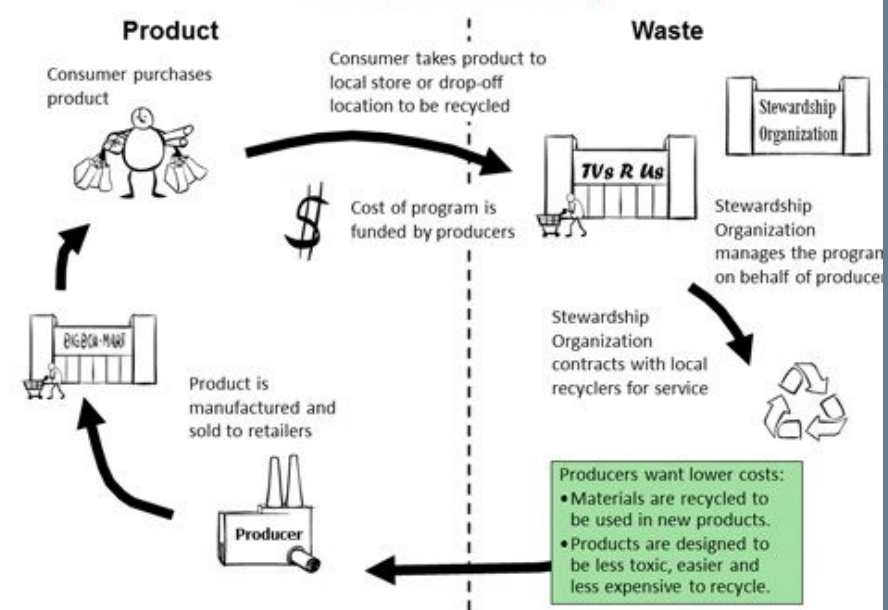 Product
Waste
Consumer purchases
product
Consumer takes product to
local store or drop-off
location to be recycled
Stewardship
Organization
TVs R Us
$
Cost of program is
funded by producers
Stewardship
Organization
manages the program
on behalf of producer
BIGBOX-MART
Stewardship
Organization
contracts with local
recyclers for service
Product is
manufactured and
sold to retailers
Producer
Producers want lower costs:
• Materials are recycled to
be used in new products.
• Products are designed to
be less toxic, easier and
less expensive to recycle.